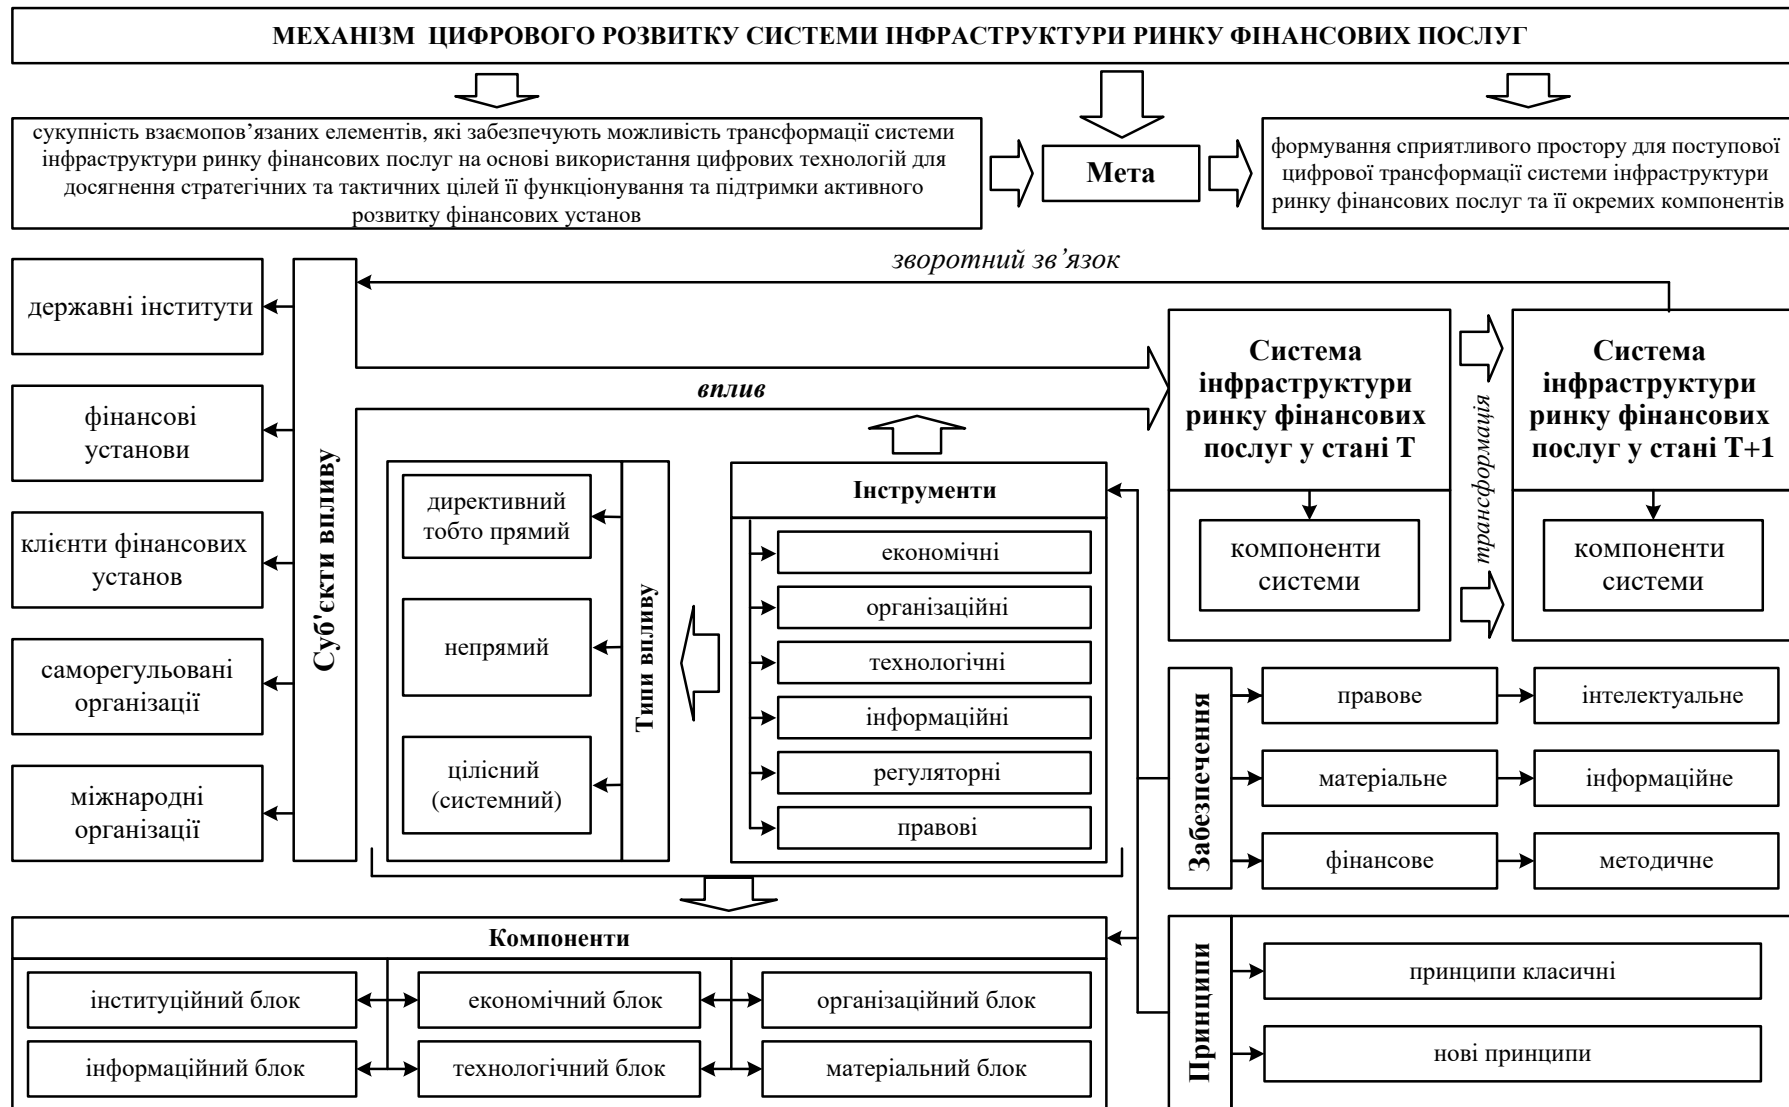 МЕХАНІЗМ ЦИФРОВОГО РОЗВИТКУ СИСТЕМИ ІНФРАСТРУКТУРИ РИНКУ ФІНАНСОВИХ ПОСЛУГ
сукупність взаємопов’язаних елементів, які забезпечують можливість трансформації системи
інфраструктури ринку фінансових послуг на основі використання цифрових технологій для
досягнення стратегічних та тактичних цілей її функціонування та підтримки активного
розвитку фінансових установ
Мета
формування сприятливого простору для поступової
цифрової трансформації системи інфраструктури
ринку фінансових послуг та її окремих компонентів
зворотний зв’язок
державні інститути
фінансові
установи
клієнти фінансових
установ
саморегульовані
організації
міжнародні
організації
Суб'єкти впливу
вплив
Система
інфраструктури
ринку фінансових
послуг у стані Т
компоненти
системи
трансформація
Система
інфраструктури
ринку фінансових
послуг у стані Т+1
компоненти
системи
директивний
тобто прямий
непрямий
цілісний
(системний)
Типи впливу
Інструменти
економічні
організаційні
технологічні
інформаційні
регуляторні
правові
Забезпечення
правове
інтелектуальне
матеріальне
інформаційне
фінансове
методичне
Компоненти
інституційний блок
економічний блок
організаційний блок
інформаційний блок
технологічний блок
матеріальний блок
Принципи
принципи класичні
нові принципи